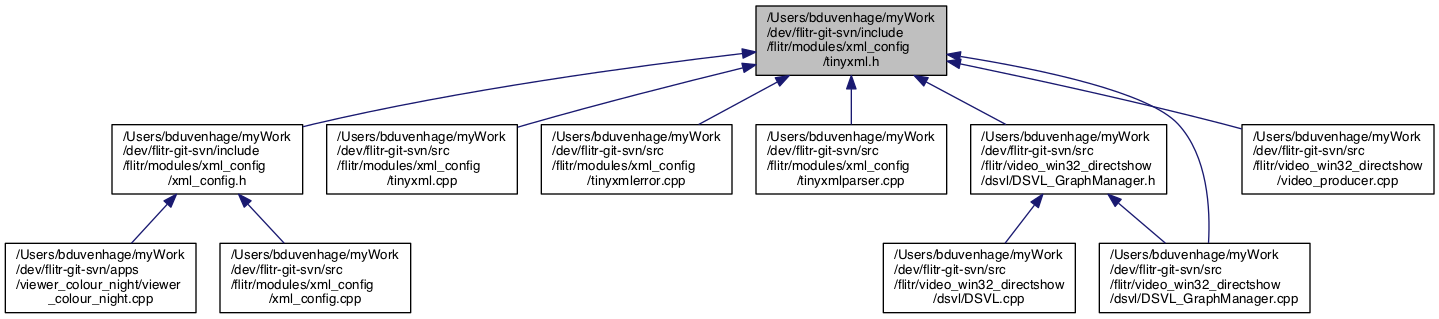 /Users/bduvenhage/myWork
/dev/flitr-git-svn/include
/flitr/modules/xml_config
/tinyxml.h
/Users/bduvenhage/myWork
/dev/flitr-git-svn/include
/flitr/modules/xml_config
/xml_config.h
/Users/bduvenhage/myWork
/dev/flitr-git-svn/src
/flitr/modules/xml_config
/tinyxml.cpp
/Users/bduvenhage/myWork
/dev/flitr-git-svn/src
/flitr/modules/xml_config
/tinyxmlerror.cpp
/Users/bduvenhage/myWork
/dev/flitr-git-svn/src
/flitr/modules/xml_config
/tinyxmlparser.cpp
/Users/bduvenhage/myWork
/dev/flitr-git-svn/src
/flitr/video_win32_directshow
/dsvl/DSVL_GraphManager.h
/Users/bduvenhage/myWork
/dev/flitr-git-svn/src
/flitr/video_win32_directshow
/video_producer.cpp
/Users/bduvenhage/myWork
/dev/flitr-git-svn/apps
/viewer_colour_night/viewer
_colour_night.cpp
/Users/bduvenhage/myWork
/dev/flitr-git-svn/src
/flitr/modules/xml_config
/xml_config.cpp
/Users/bduvenhage/myWork
/dev/flitr-git-svn/src
/flitr/video_win32_directshow
/dsvl/DSVL.cpp
/Users/bduvenhage/myWork
/dev/flitr-git-svn/src
/flitr/video_win32_directshow
/dsvl/DSVL_GraphManager.cpp